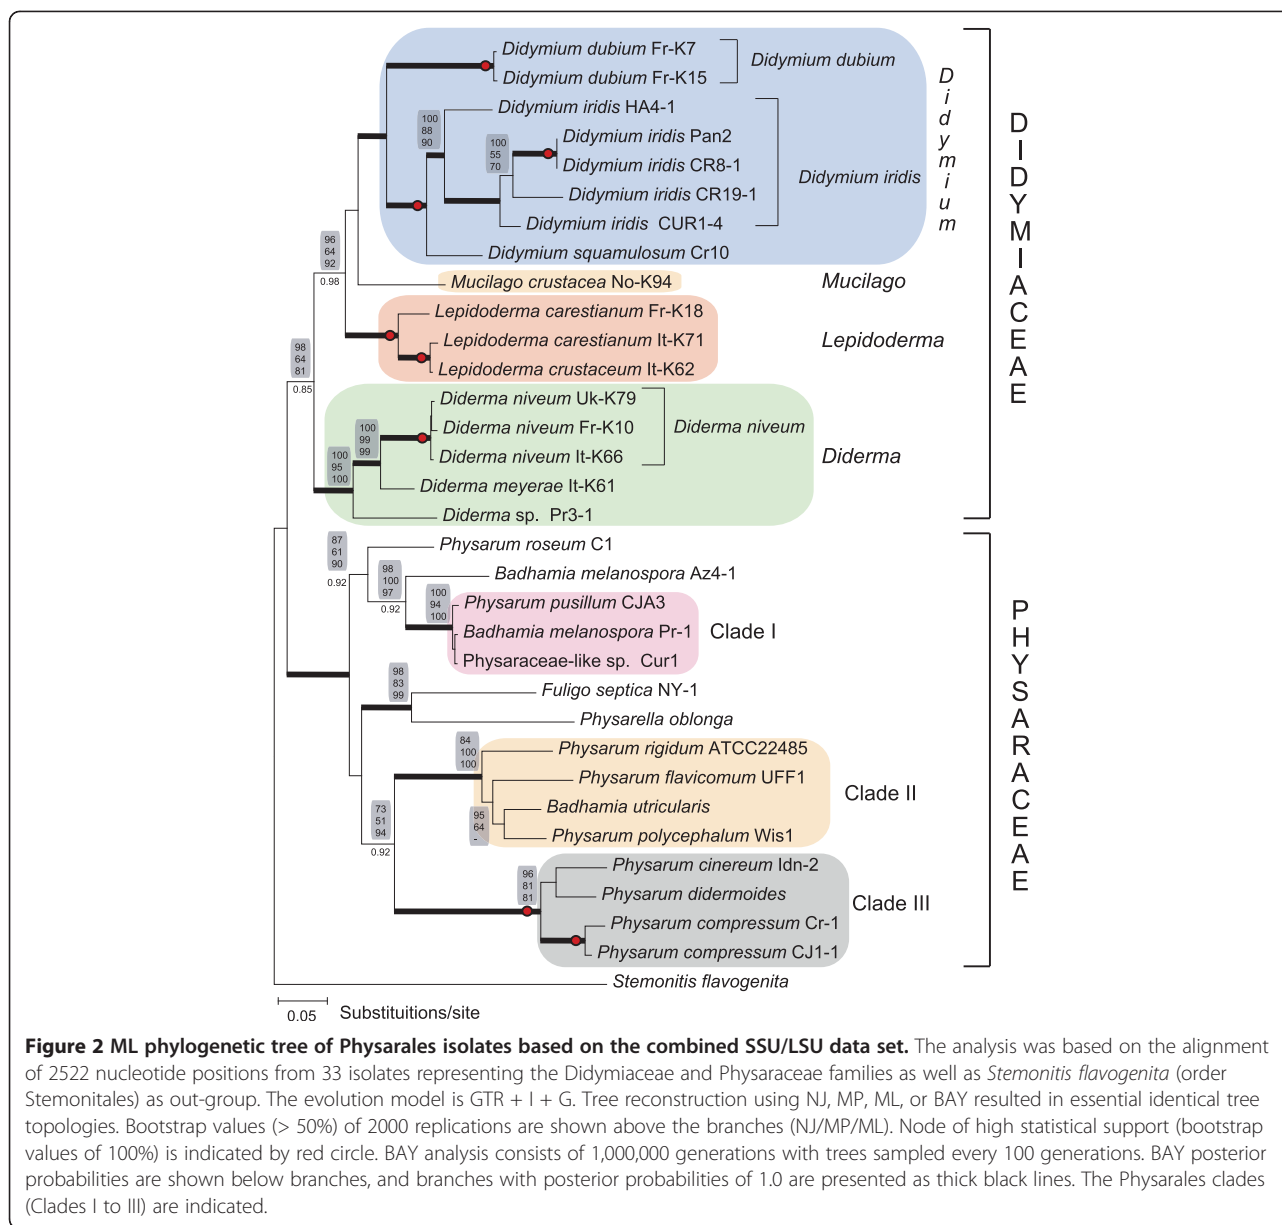 Didymium dubium Fr-K7
Didymium dubium Fr-K15
Didymium dubium
Didymium iridis HA4-1
100
88
90
Didymium iridis Pan2
100
55
70
Didymium iridis CR8-1
Didymium iridis
Didymium iridis CR19-1
Didymium iridis CUR1-4
Didymium squamulosum Cr10
Didymium
96
64
92
0.98
Mucilago crustacea No-K94
Mucilago
Lepidoderma carestianum Fr-K18
Lepidoderma carestianum It-K71
Lepidoderma crustaceum It-K62
Lepidoderma
98
64
81
0.85
Diderma niveum Uk-K79
Diderma niveum Fr-K10
Diderma niveum It-K66
Diderma niveum
100
99
99
100
95
100
Diderma meyerae It-K61
Diderma sp. Pr3-1
Diderma
DIDYMIACEAE
87
61
90
0.92
Physarum roseum C1
98
100
97
0.92
Badhamia melanospora Az4-1
100
94
100
Physarum pusillum CJA3
Badhamia melanospora Pr-1
Physaraceae-like sp. Cur1
Clade I
98
83
99
Fuligo septica NY-1
Physarella oblonga
84
100
100
Physarum rigidum ATCC22485
Physarum flavicomum UFF1
Badhamia utricularis
Physarum polycephalum Wis1
95
64
-
Clade II
73
51
94
0.92
96
81
81
Physarum cinereum Idn-2
Physarum didermoides
Physarum compressum Cr-1
Physarum compressum CJ1-1
Clade III
PHYSARACEAE
Stemonitis flavogenita
0.05
Substituitions/site
Figure 2 ML phylogenetic tree of Physarales isolates based on the combined SSU/LSU data set. The analysis was based on the alignment
of 2522 nucleotide positions from 33 isolates representing the Didymiaceae and Physaraceae families as well as Stemonitis flavogenita (order
Stemonitales) as out-group. The evolution model is GTR + I + G. Tree reconstruction using NJ, MP, ML, or BAY resulted in essential identical tree
topologies. Bootstrap values (> 50%) of 2000 replications are shown above the branches (NJ/MP/ML). Node of high statistical support (bootstrap
values of 100%) is indicated by red circle. BAY analysis consists of 1,000,000 generations with trees sampled every 100 generations. BAY posterior
probabilities are shown below branches, and branches with posterior probabilities of 1.0 are presented as thick black lines. The Physarales clades
(Clades I to III) are indicated.